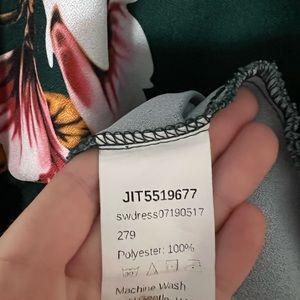 JIT5519677
swdress07190517
279
Polyester: 100%
Machine Wash